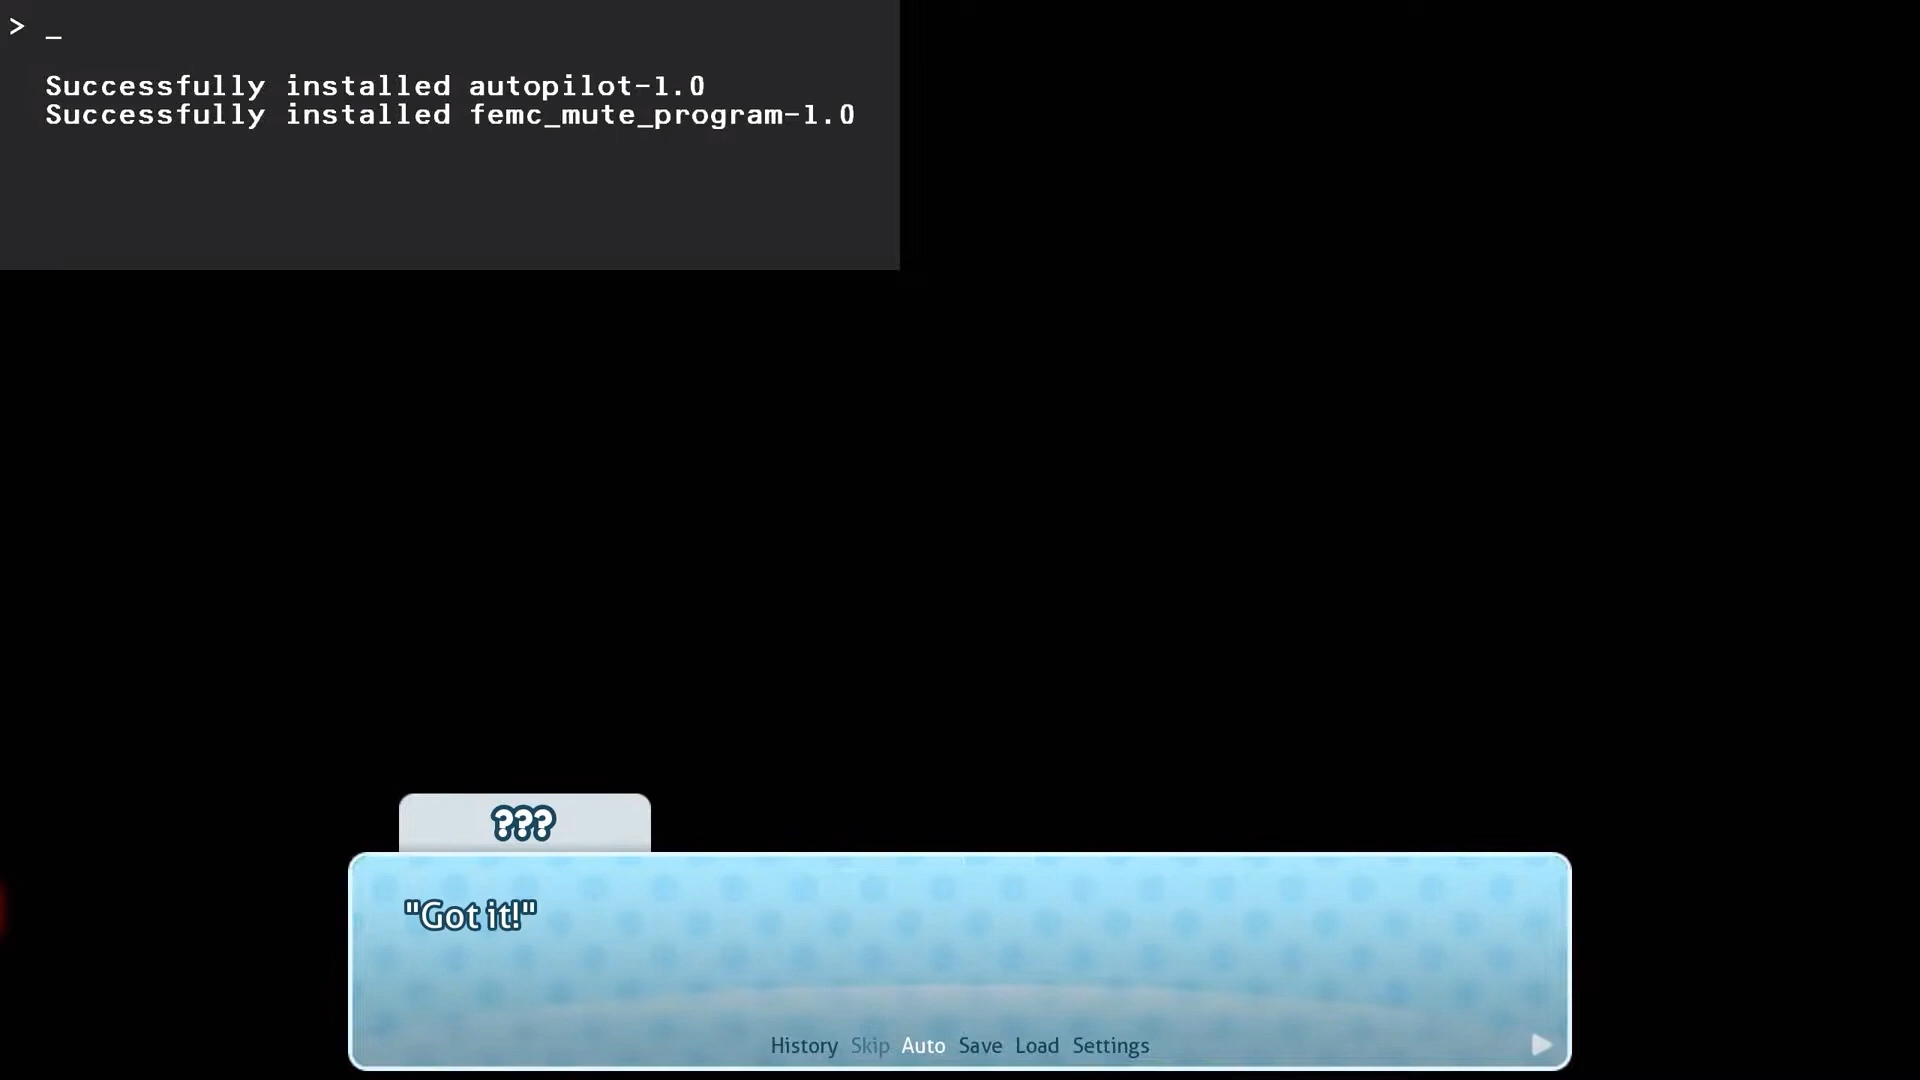 > _
Successfully installed autopilot-1.0
Successfully installed femc_mute_program-1.0
???
"Got it!"
History Skip Auto Save Load Settings